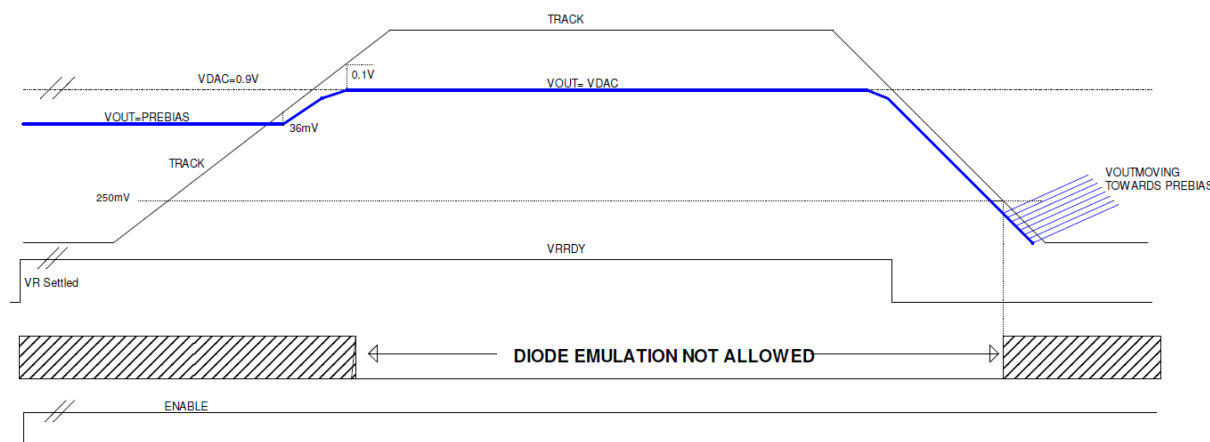 TRACK
VDAC=0.9V
0.1V
VOUT= VDAC
VOUT=PREBIAS
36mV
TRACK
VOUTMOVING
TOWARDS PREBIAS
250mV
VRRDY
VR Settled
DIODE EMULATION NOT ALLOWED
ENABLE